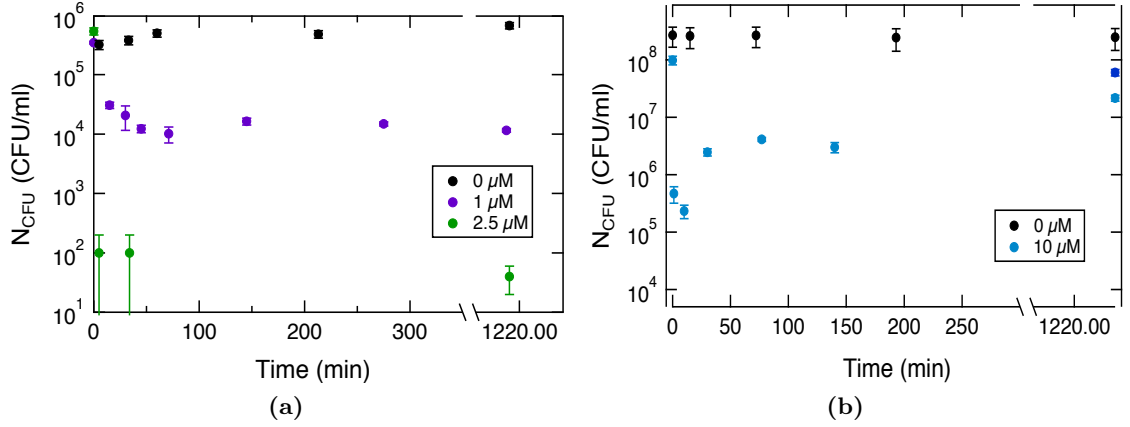 10^6
10^5
10^4
10^3
10^2
10^1
N_CFU (CFU/ml)
0 µM
1 µM
2.5 µM
0
100
200
300
1220.00
Time (min)
(a)
10^8
10^7
10^6
10^5
10^4
N_CFU (CFU/ml)
0 µM
10 µM
0
50
100
150
200
250
1220.00
Time (min)
(b)